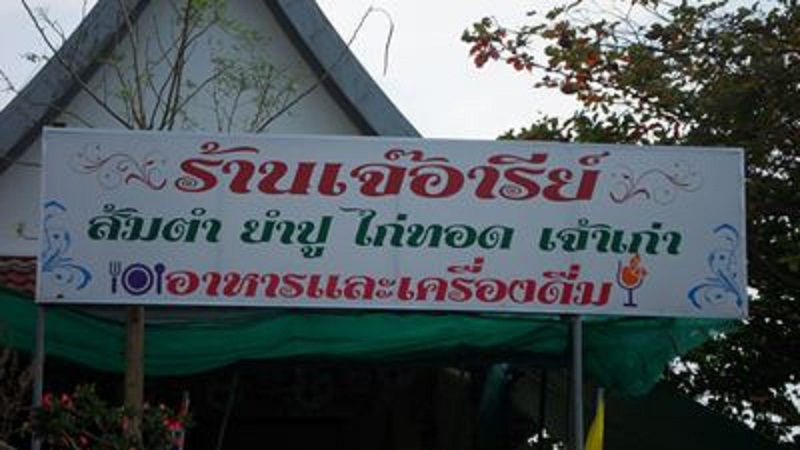 ร้านเจ๊อารีย์
ส้มตำ ยำปู ไก่ทอด เจ้าเก่า
อาหารและเครื่องดื่ม